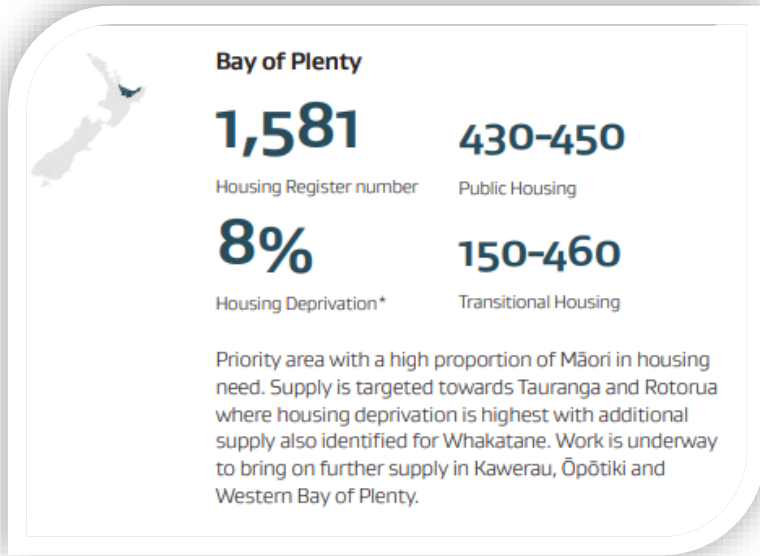 Bay of Plenty
1,581
430-450
Housing Register number
Public Housing
8%
150-460
Housing Deprivation*
Transitional Housing
Priority area with a high proportion of Māori in housing
need. Supply is targeted towards Tauranga and Rotorua
where housing deprivation is highest with additional
supply also identified for Whakatane. Work is underway
to bring on further supply in Kawerau, Ōpōtiki and
Western Bay of Plenty.